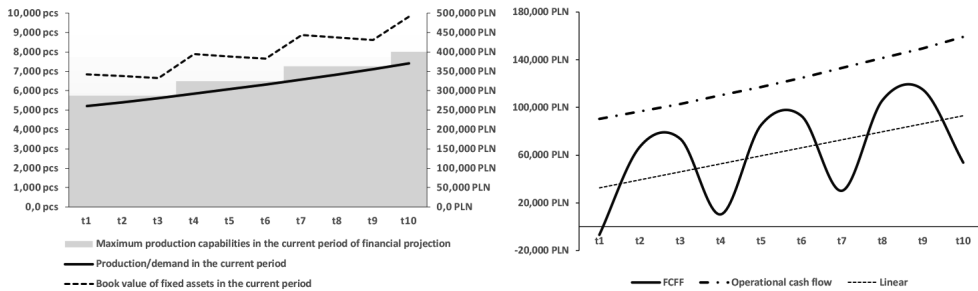 10,000 pcs
9,000 pcs
8,000 pcs
7,000 pcs
6,000 pcs
5,000 pcs
4,000 pcs
3,000 pcs
2,000 pcs
1,000 pcs
0,0 pcs
500,000 PLN
450,000 PLN
400,000 PLN
350,000 PLN
300,000 PLN
250,000 PLN
200,000 PLN
150,000 PLN
100,000 PLN
50,000 PLN
0,0 PLN
t1 t2 t3 t4 t5 t6 t7 t8 t9 t10
Maximum production capabilities in the current period of financial projection
Production/demand in the current period
Book value of fixed assets in the current period
180,000 PLN
140,000 PLN
100,000 PLN
60,000 PLN
20,000 PLN
-20,000 PLN
t1 t2 t3 t4 t5 t6 t7 t8 t9 t10
FCFF Operational cash flow Linear